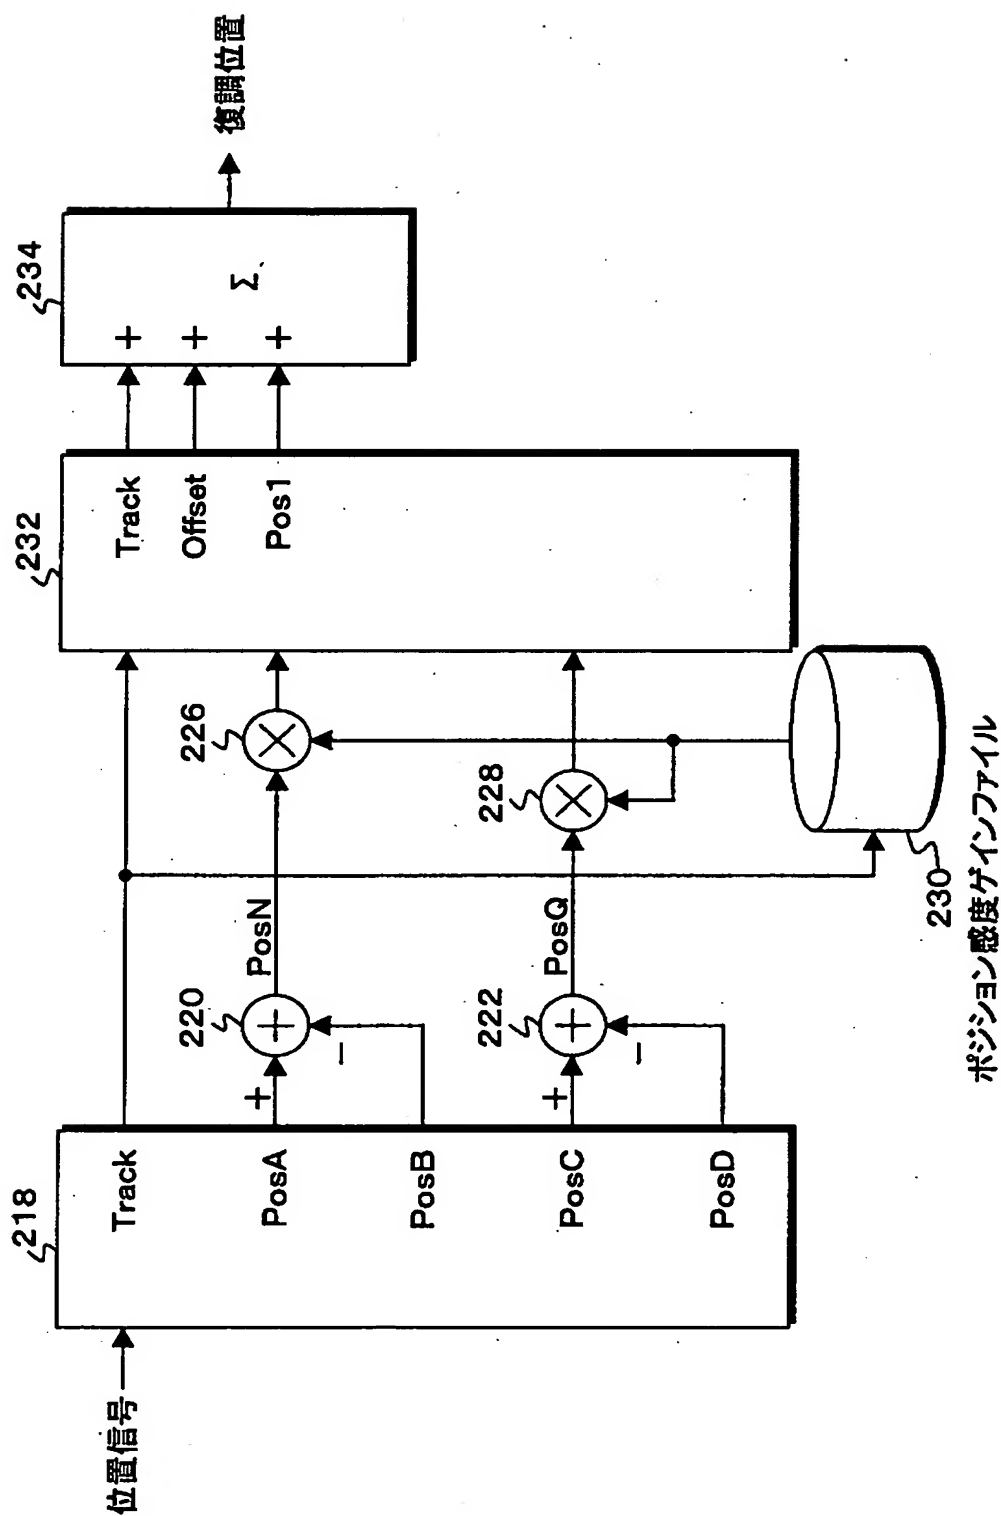 位置信号
218
Track
PosA
PosB
PosC
PosD
+
−
220
+
PosN
+
−
222
+
PosQ
226
×
228
×
230
ポジション感度ゲインファイル
232
Track
Offset
Pos1
234
+
+
+
Σ
復調位置